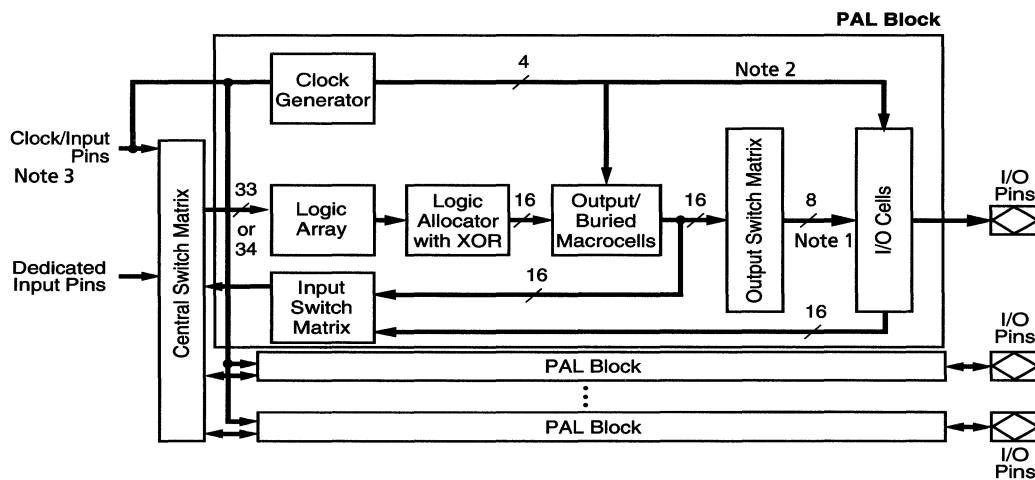 PAL Block
Clock
Generator
4
Note 2
Clock/Input
Pins
Note 3
Central Switch Matrix
33
or
34
Logic
Array
Logic
Allocator
with XOR
16
Output/
Buried
Macrocells
16
Output Switch Matrix
8
Note 1
I/O Cells
I/O
Pins
Dedicated
Input Pins
Input
Switch
Matrix
16
16
I/O
Pins
PAL Block
PAL Block
I/O
Pins